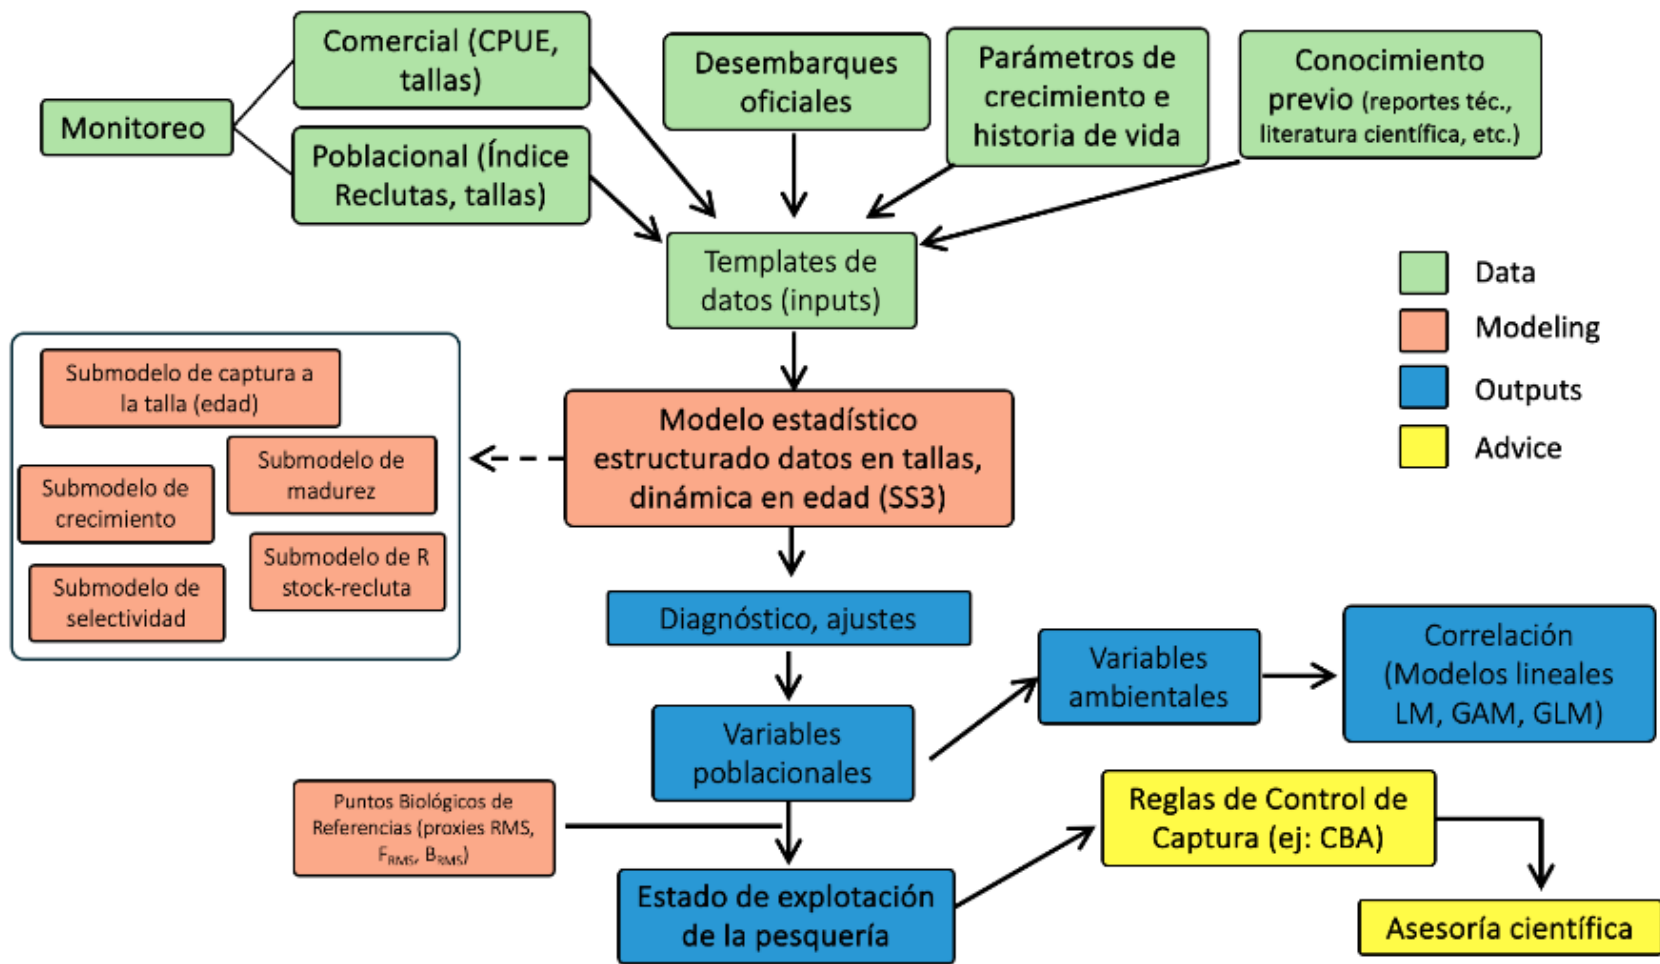 Monitoreo
Comercial (CPUE,
tallas)
Poblacional (Índice
Reclutas, tallas)
Desembarques
oficiales
Parámetros de
crecimiento e
historia de vida
Conocimiento
previo (reportes téc.,
literatura científica, etc.)
Templates de
datos (inputs)
Data
Modeling
Outputs
Advice
Submodelo de captura a
la talla (edad)
Submodelo de
madurez
Submodelo de
crecimiento
Submodelo de R
stock-recluta
Submodelo de
selectividad
Modelo estadístico
estructurado datos en tallas,
dinámica en edad (SS3)
Diagnóstico, ajustes
Variables
poblacionales
Variables
ambientales
Correlación
(Modelos lineales
LM, GAM, GLM)
Puntos Biológicos de
Referencias (proxies RMS,
FRMS, BRMS)
Estado de explotación
de la pesquería
Reglas de Control de
Captura (ej: CBA)
Asesoría científica